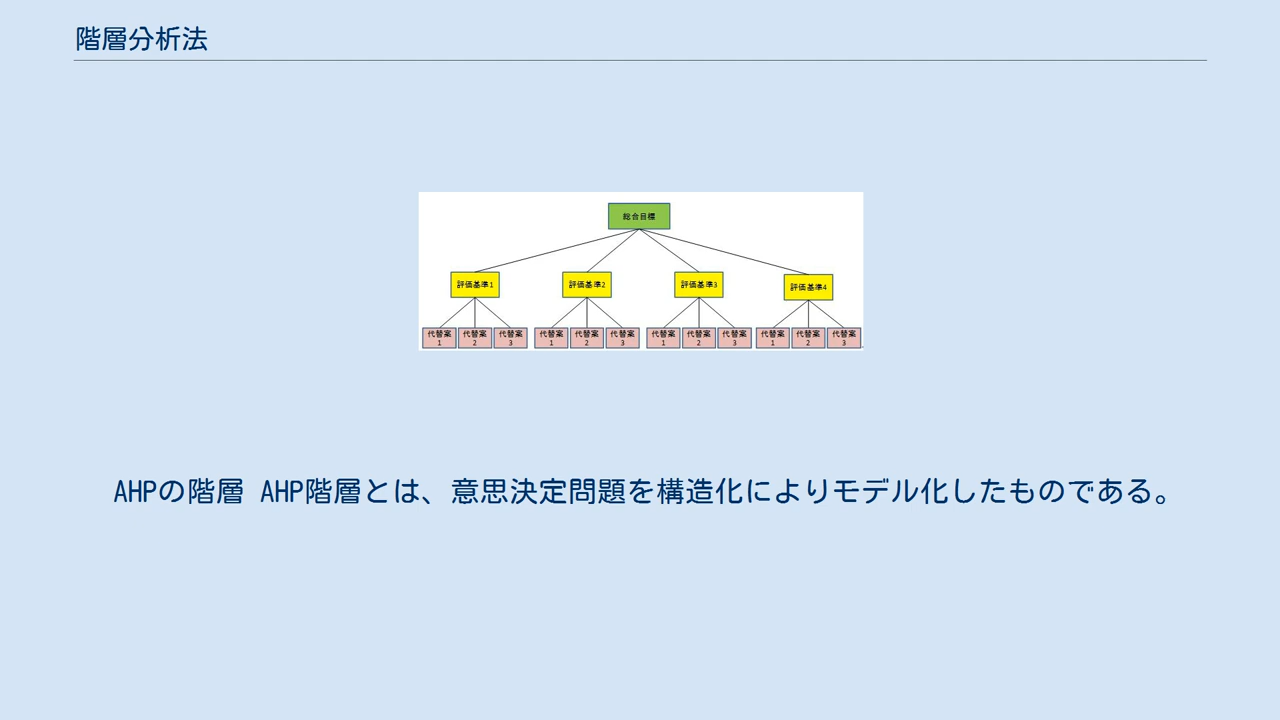 階層分析法
総合目標
評価基準1
評価基準2
評価基準3
評価基準4
代替案
1
代替案
2
代替案
3
代替案
1
代替案
2
代替案
3
代替案
1
代替案
2
代替案
3
代替案
1
代替案
2
代替案
3
AHPの階層 AHP階層とは、意思決定問題を構造化によりモデル化したものである。